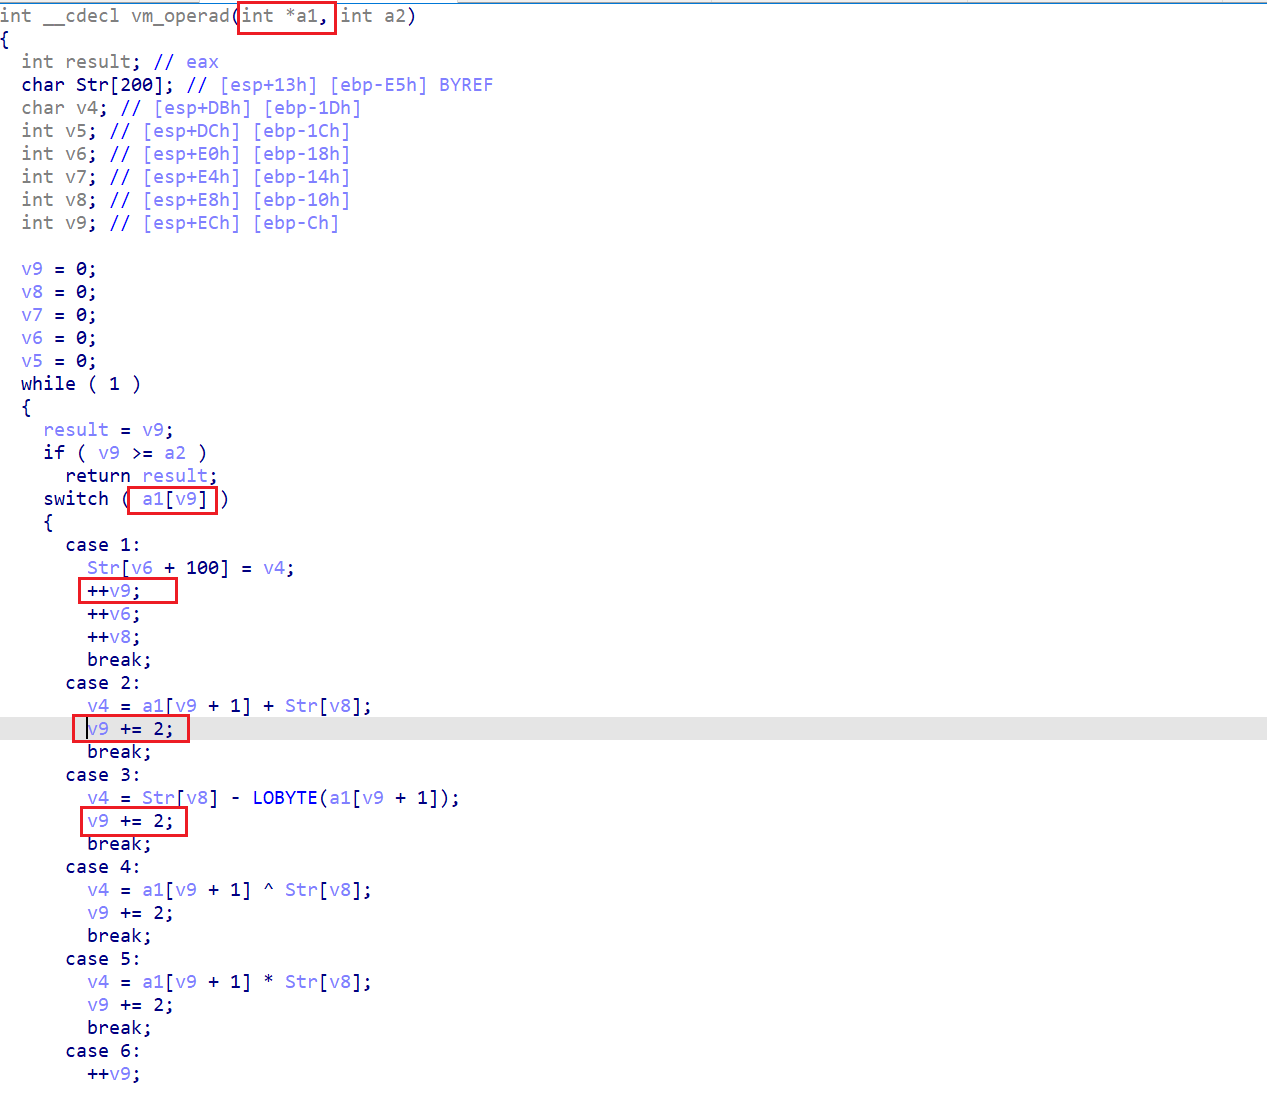 int __cdecl vm_operad(int *a1, int a2)
{
  int result; // eax
  char Str[200]; // [esp+13h] [ebp-E5h] BYREF
  char v4; // [esp+DBh] [ebp-1Dh]
  int v5; // [esp+DCh] [ebp-1Ch]
  int v6; // [esp+E0h] [ebp-18h]
  int v7; // [esp+E4h] [ebp-14h]
  int v8; // [esp+E8h] [ebp-10h]
  int v9; // [esp+ECh] [ebp-Ch]

  v9 = 0;
  v8 = 0;
  v7 = 0;
  v6 = 0;
  v5 = 0;
  while ( 1 )
  {
    result = v9;
    if ( v9 >= a2 )
      return result;
    switch ( a1[v9] )
    {
      case 1:
        Str[v6 + 100] = v4;
        ++v9;
        ++v6;
        ++v8;
        break;
      case 2:
        v4 = a1[v9 + 1] + Str[v8];
        v9 += 2;
        break;
      case 3:
        v4 = Str[v8] - LOBYTE(a1[v9 + 1]);
        v9 += 2;
        break;
      case 4:
        v4 = a1[v9 + 1] ^ Str[v8];
        v9 += 2;
        break;
      case 5:
        v4 = a1[v9 + 1] * Str[v8];
        v9 += 2;
        break;
      case 6:
        ++v9;